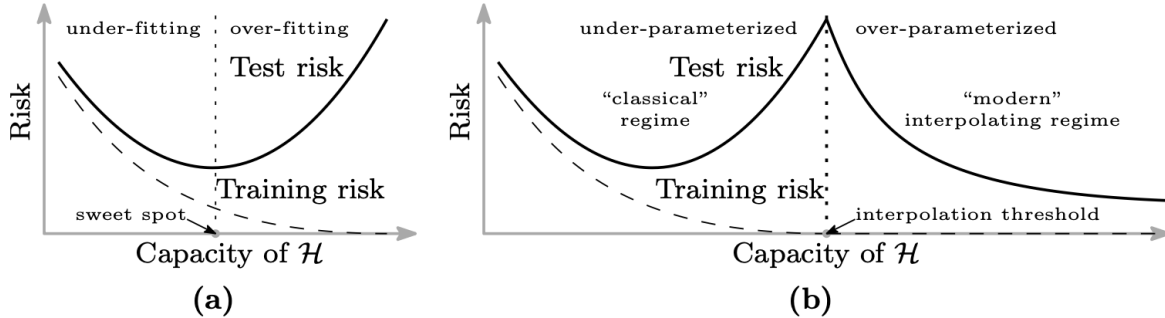 under-fitting
over-fitting
Test risk
Risk
Training risk
sweet spot
Capacity of ℋ
(a)
under-parameterized
over-parameterized
Test risk
“classical”
regime
“modern”
interpolating regime
Risk
Training risk
interpolation threshold
Capacity of ℋ
(b)